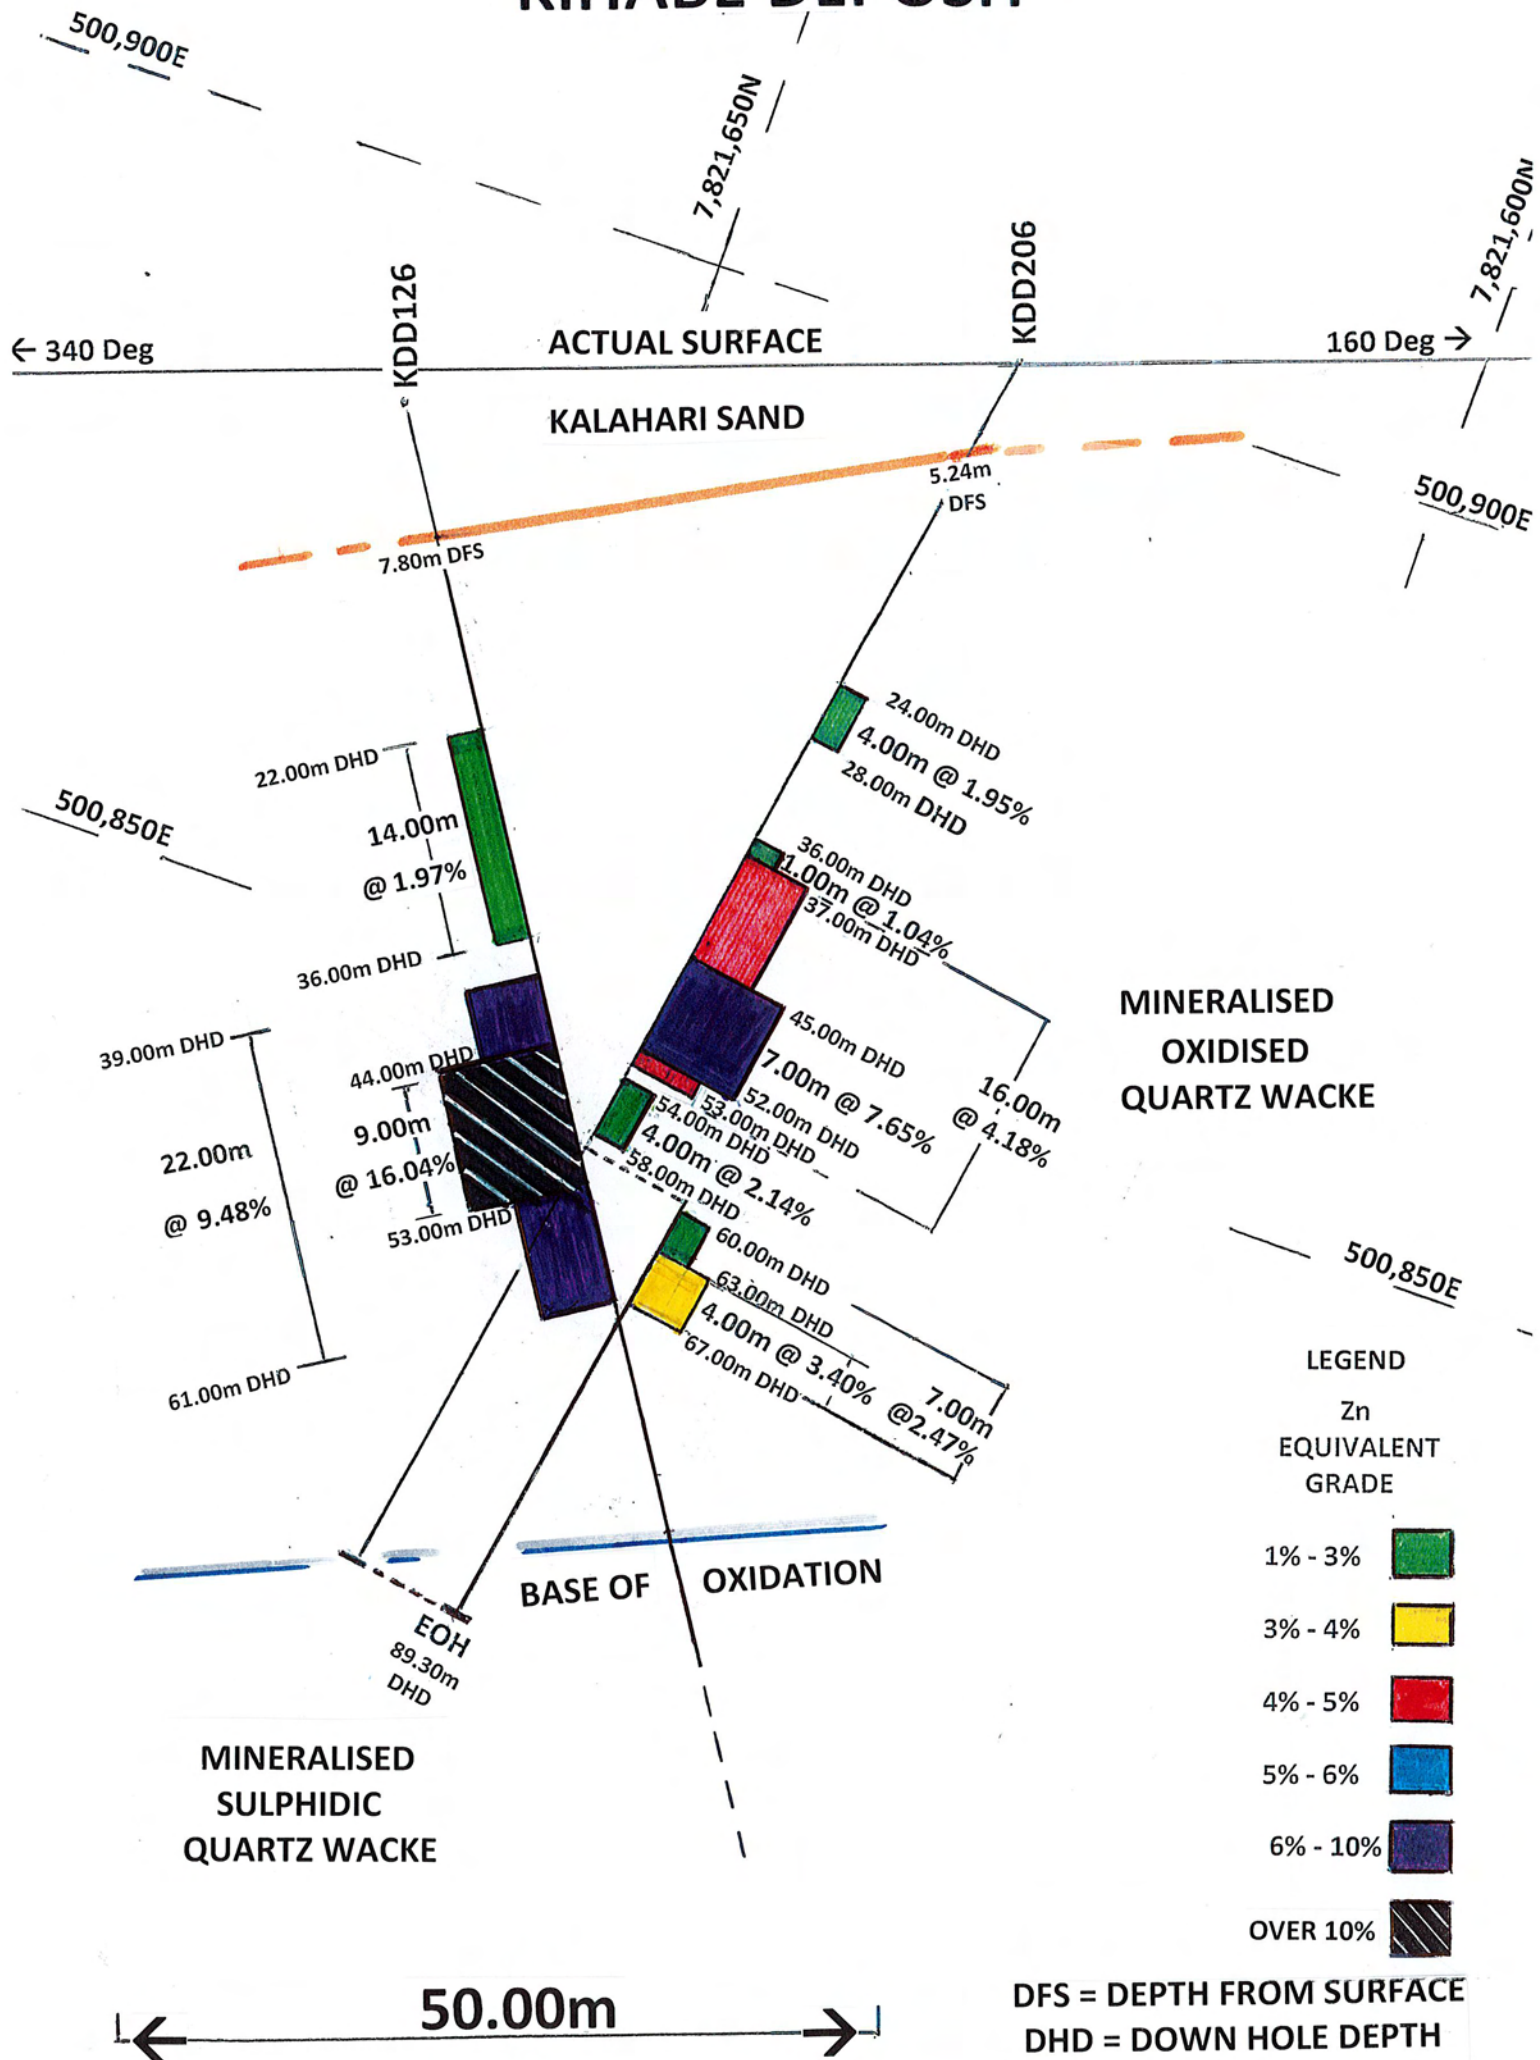 500,900E
7,821,650N
7,821,600N
KDD126
KDD206
← 340 Deg
ACTUAL SURFACE
160 Deg →
KALAHARI SAND
5.24m
DFS
500,900E
7.80m DFS
24.00m DHD
4.00m @ 1.95%
28.00m DHD
22.00m DHD
14.00m
@ 1.97%
36.00m DHD
500,850E
36.00m DHD
1.00m @ 1.04%
37.00m DHD
45.00m DHD
7.00m @ 7.65%
52.00m DHD
53.00m DHD
54.00m DHD
4.00m @ 2.14%
58.00m DHD
16.00m
@ 4.18%
MINERALISED
OXIDISED
QUARTZ WACKE
39.00m DHD
44.00m DHD
9.00m
@ 16.04%
53.00m DHD
22.00m
@ 9.48%
61.00m DHD
60.00m DHD
63.00m DHD
4.00m @ 3.40%
67.00m DHD
7.00m
@2.47%
500,850E
BASE OF OXIDATION
EOH
89.30m
DHD
MINERALISED
SULPHIDIC
QUARTZ WACKE
LEGEND
Zn
EQUIVALENT
GRADE
1% - 3%
3% - 4%
4% - 5%
5% - 6%
6% - 10%
OVER 10%
50.00m
DFS = DEPTH FROM SURFACE
DHD = DOWN HOLE DEPTH